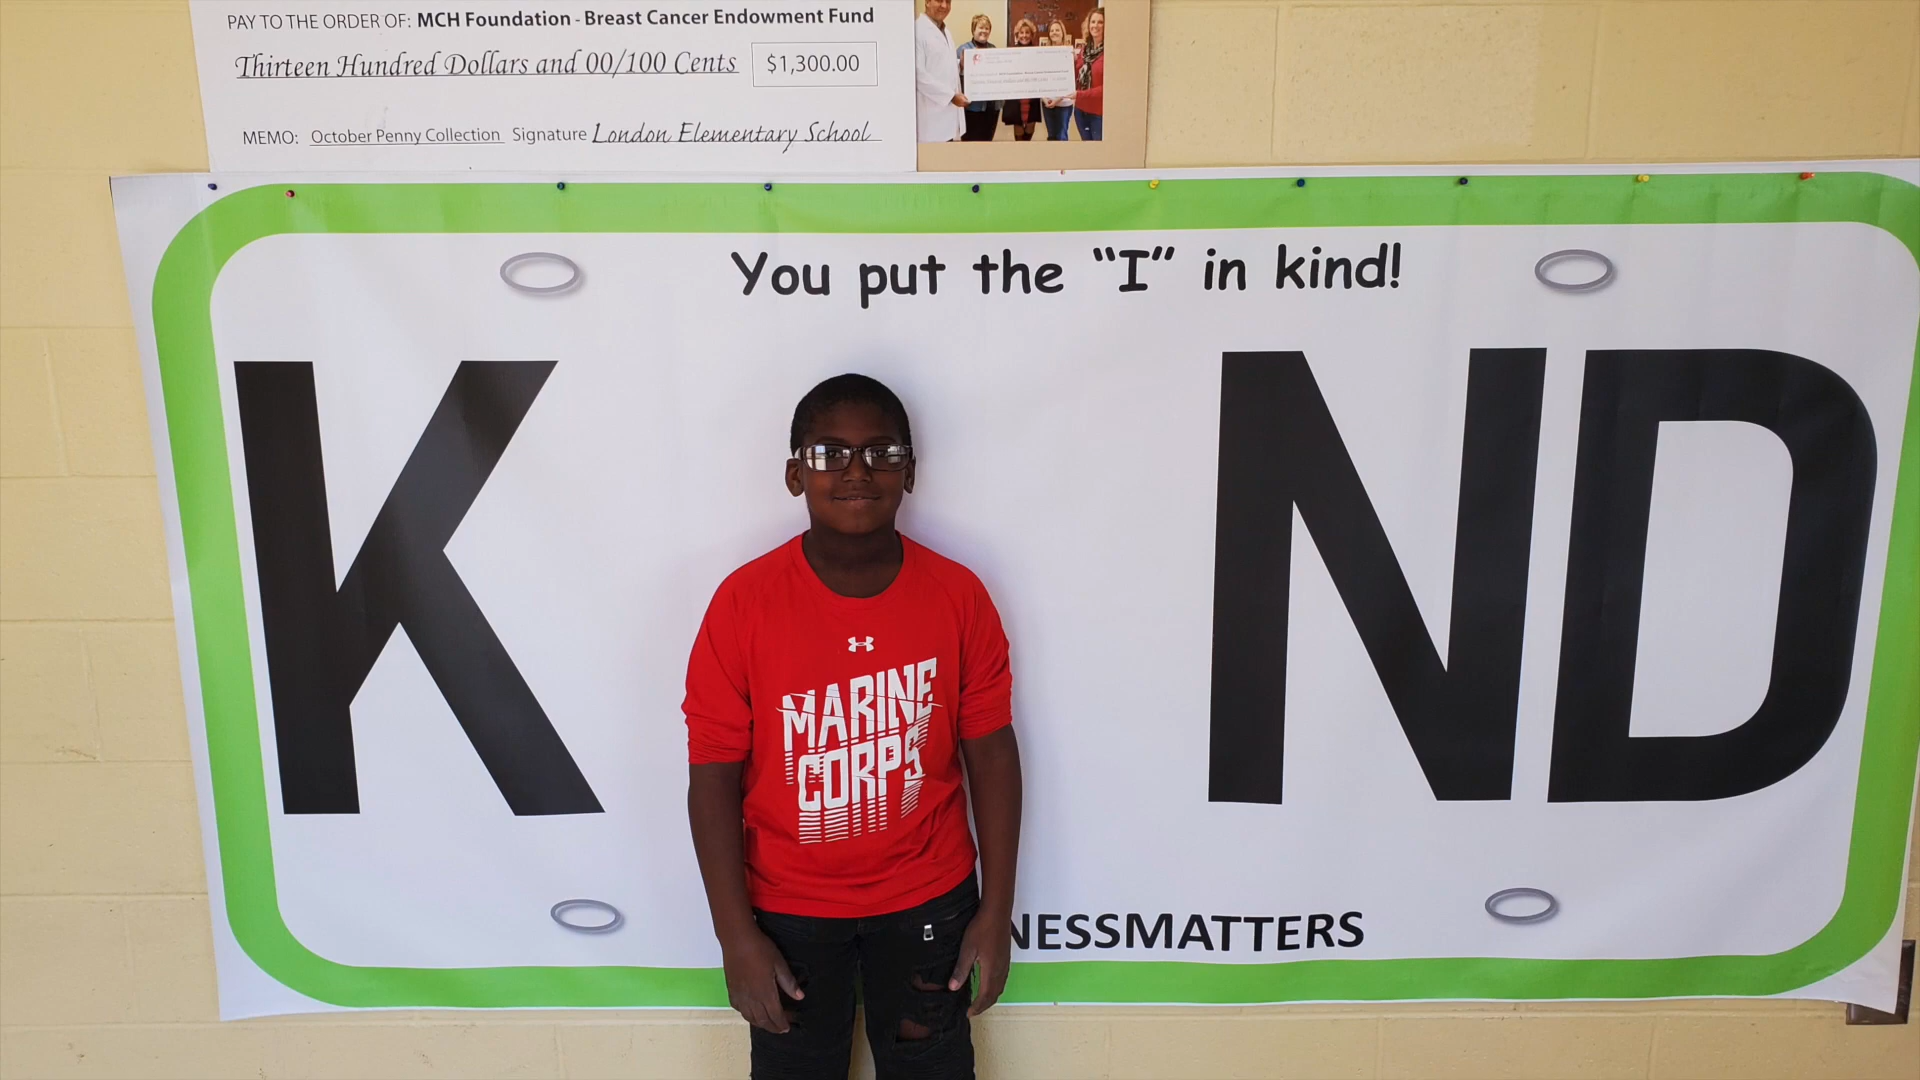 PAY TO THE ORDER OF: MCH Foundation - Breast Cancer Endowment Fund
Thirteen Hundred Dollars and 00/100 Cents $1,300.00
MEMO: October Penny Collection Signature London Elementary School
You put the “I” in kind!
K ND
MARINE
CORPS
NESSMATTERS